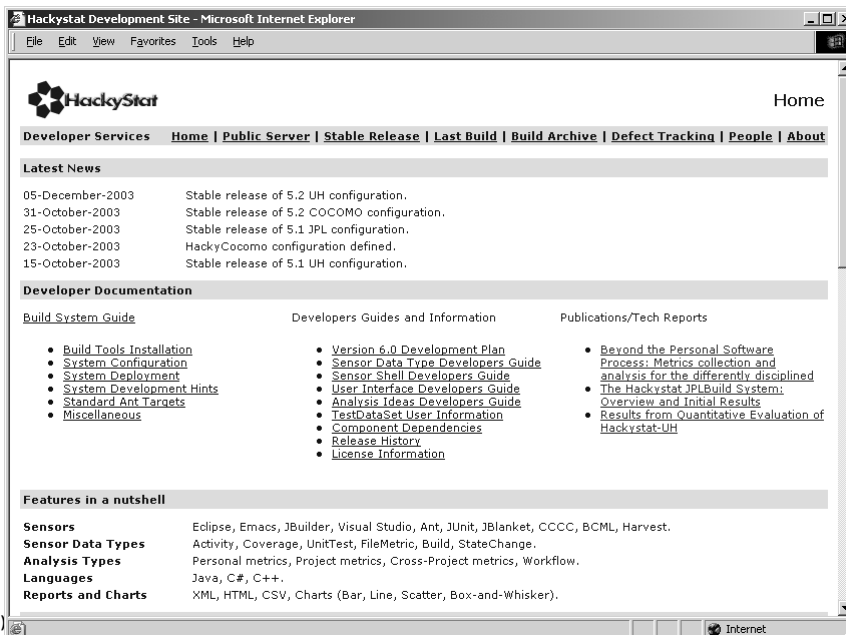 Hackystat Development Site - Microsoft Internet Explorer
File Edit View Favorites Tools Help
HackyStat
Home
Developer Services Home | Public Server | Stable Release | Last Build | Build Archive | Defect Tracking | People | About
Latest News
05-December-2003 Stable release of 5.2 UH configuration.
31-October-2003 Stable release of 5.2 COCOMO configuration.
25-October-2003 Stable release of 5.1 JPL configuration.
23-October-2003 HackyCocomo configuration defined.
15-October-2003 Stable release of 5.1 UH configuration.
Developer Documentation
Build System Guide
Build Tools Installation
System Configuration
System Deployment
System Development Hints
Standard Ant Targets
Miscellaneous
Developers Guides and Information
Version 6.0 Development Plan
Sensor Data Type Developers Guide
Sensor Shell Developers Guide
User Interface Developers Guide
Analysis Ideas Developers Guide
TestDataSet User Information
Component Dependencies
Release History
License Information
Publications/Tech Reports
Beyond the Personal Software
Process: Metrics collection and
analysis for the differently disciplined
The Hackystat JPLBuild System:
Overview and Initial Results
Results from Quantitative Evaluation of
Hackystat-UH
Features in a nutshell
Sensors Eclipse, Emacs, JBuilder, Visual Studio, Ant, JUnit, JBlanket, CCCC, BCML, Harvest.
Sensor Data Types Activity, Coverage, UnitTest, FileMetric, Build, StateChange.
Analysis Types Personal metrics, Project metrics, Cross-Project metrics, Workflow.
Languages Java, C#, C++.
Reports and Charts XML, HTML, CSV, Charts (Bar, Line, Scatter, Box-and-Whisker).
)
Internet